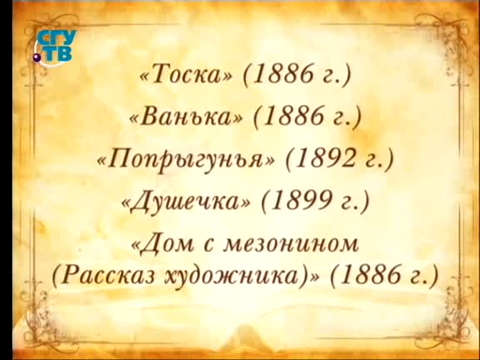 СГУ
ТВ
«Тоска» (1886 г.)
«Ванька» (1886 г.)
«Попрыгунья» (1892 г.)
«Душечка» (1899 г.)
«Дом с мезонином
(Рассказ художника)» (1886 г.)